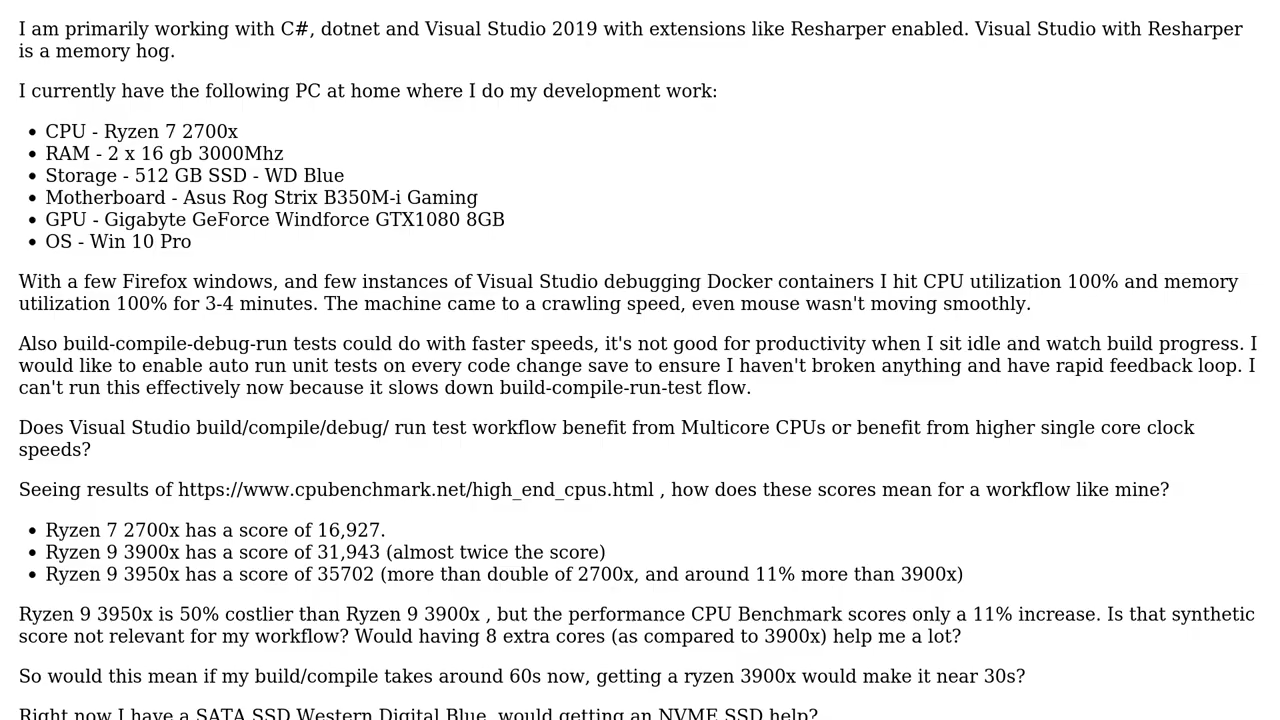 I am primarily working with C#, dotnet and Visual Studio 2019 with extensions like Resharper enabled. Visual Studio with Resharper
is a memory hog.
I currently have the following PC at home where I do my development work:
• CPU - Ryzen 7 2700x
• RAM - 2 x 16 gb 3000Mhz
• Storage - 512 GB SSD - WD Blue
• Motherboard - Asus Rog Strix B350M-i Gaming
• GPU - Gigabyte GeForce Windforce GTX1080 8GB
• OS - Win 10 Pro
With a few Firefox windows, and few instances of Visual Studio debugging Docker containers I hit CPU utilization 100% and memory
utilization 100% for 3-4 minutes. The machine came to a crawling speed, even mouse wasn't moving smoothly.
Also build-compile-debug-run tests could do with faster speeds, it's not good for productivity when I sit idle and watch build progress. I
would like to enable auto run unit tests on every code change save to ensure I haven't broken anything and have rapid feedback loop. I
can't run this effectively now because it slows down build-compile-run-test flow.
Does Visual Studio build/compile/debug/ run test workflow benefit from Multicore CPUs or benefit from higher single core clock
speeds?
Seeing results of https://www.cpubenchmark.net/high_end_cpus.html , how does these scores mean for a workflow like mine?
• Ryzen 7 2700x has a score of 16,927.
• Ryzen 9 3900x has a score of 31,943 (almost twice the score)
• Ryzen 9 3950x has a score of 35702 (more than double of 2700x, and around 11% more than 3900x)
Ryzen 9 3950x is 50% costlier than Ryzen 9 3900x , but the performance CPU Benchmark scores only a 11% increase. Is that synthetic
score not relevant for my workflow? Would having 8 extra cores (as compared to 3900x) help me a lot?
So would this mean if my build/compile takes around 60s now, getting a ryzen 3900x would make it near 30s?
Right now I have a SATA SSD Western Digital Blue, would getting an NVME SSD help?